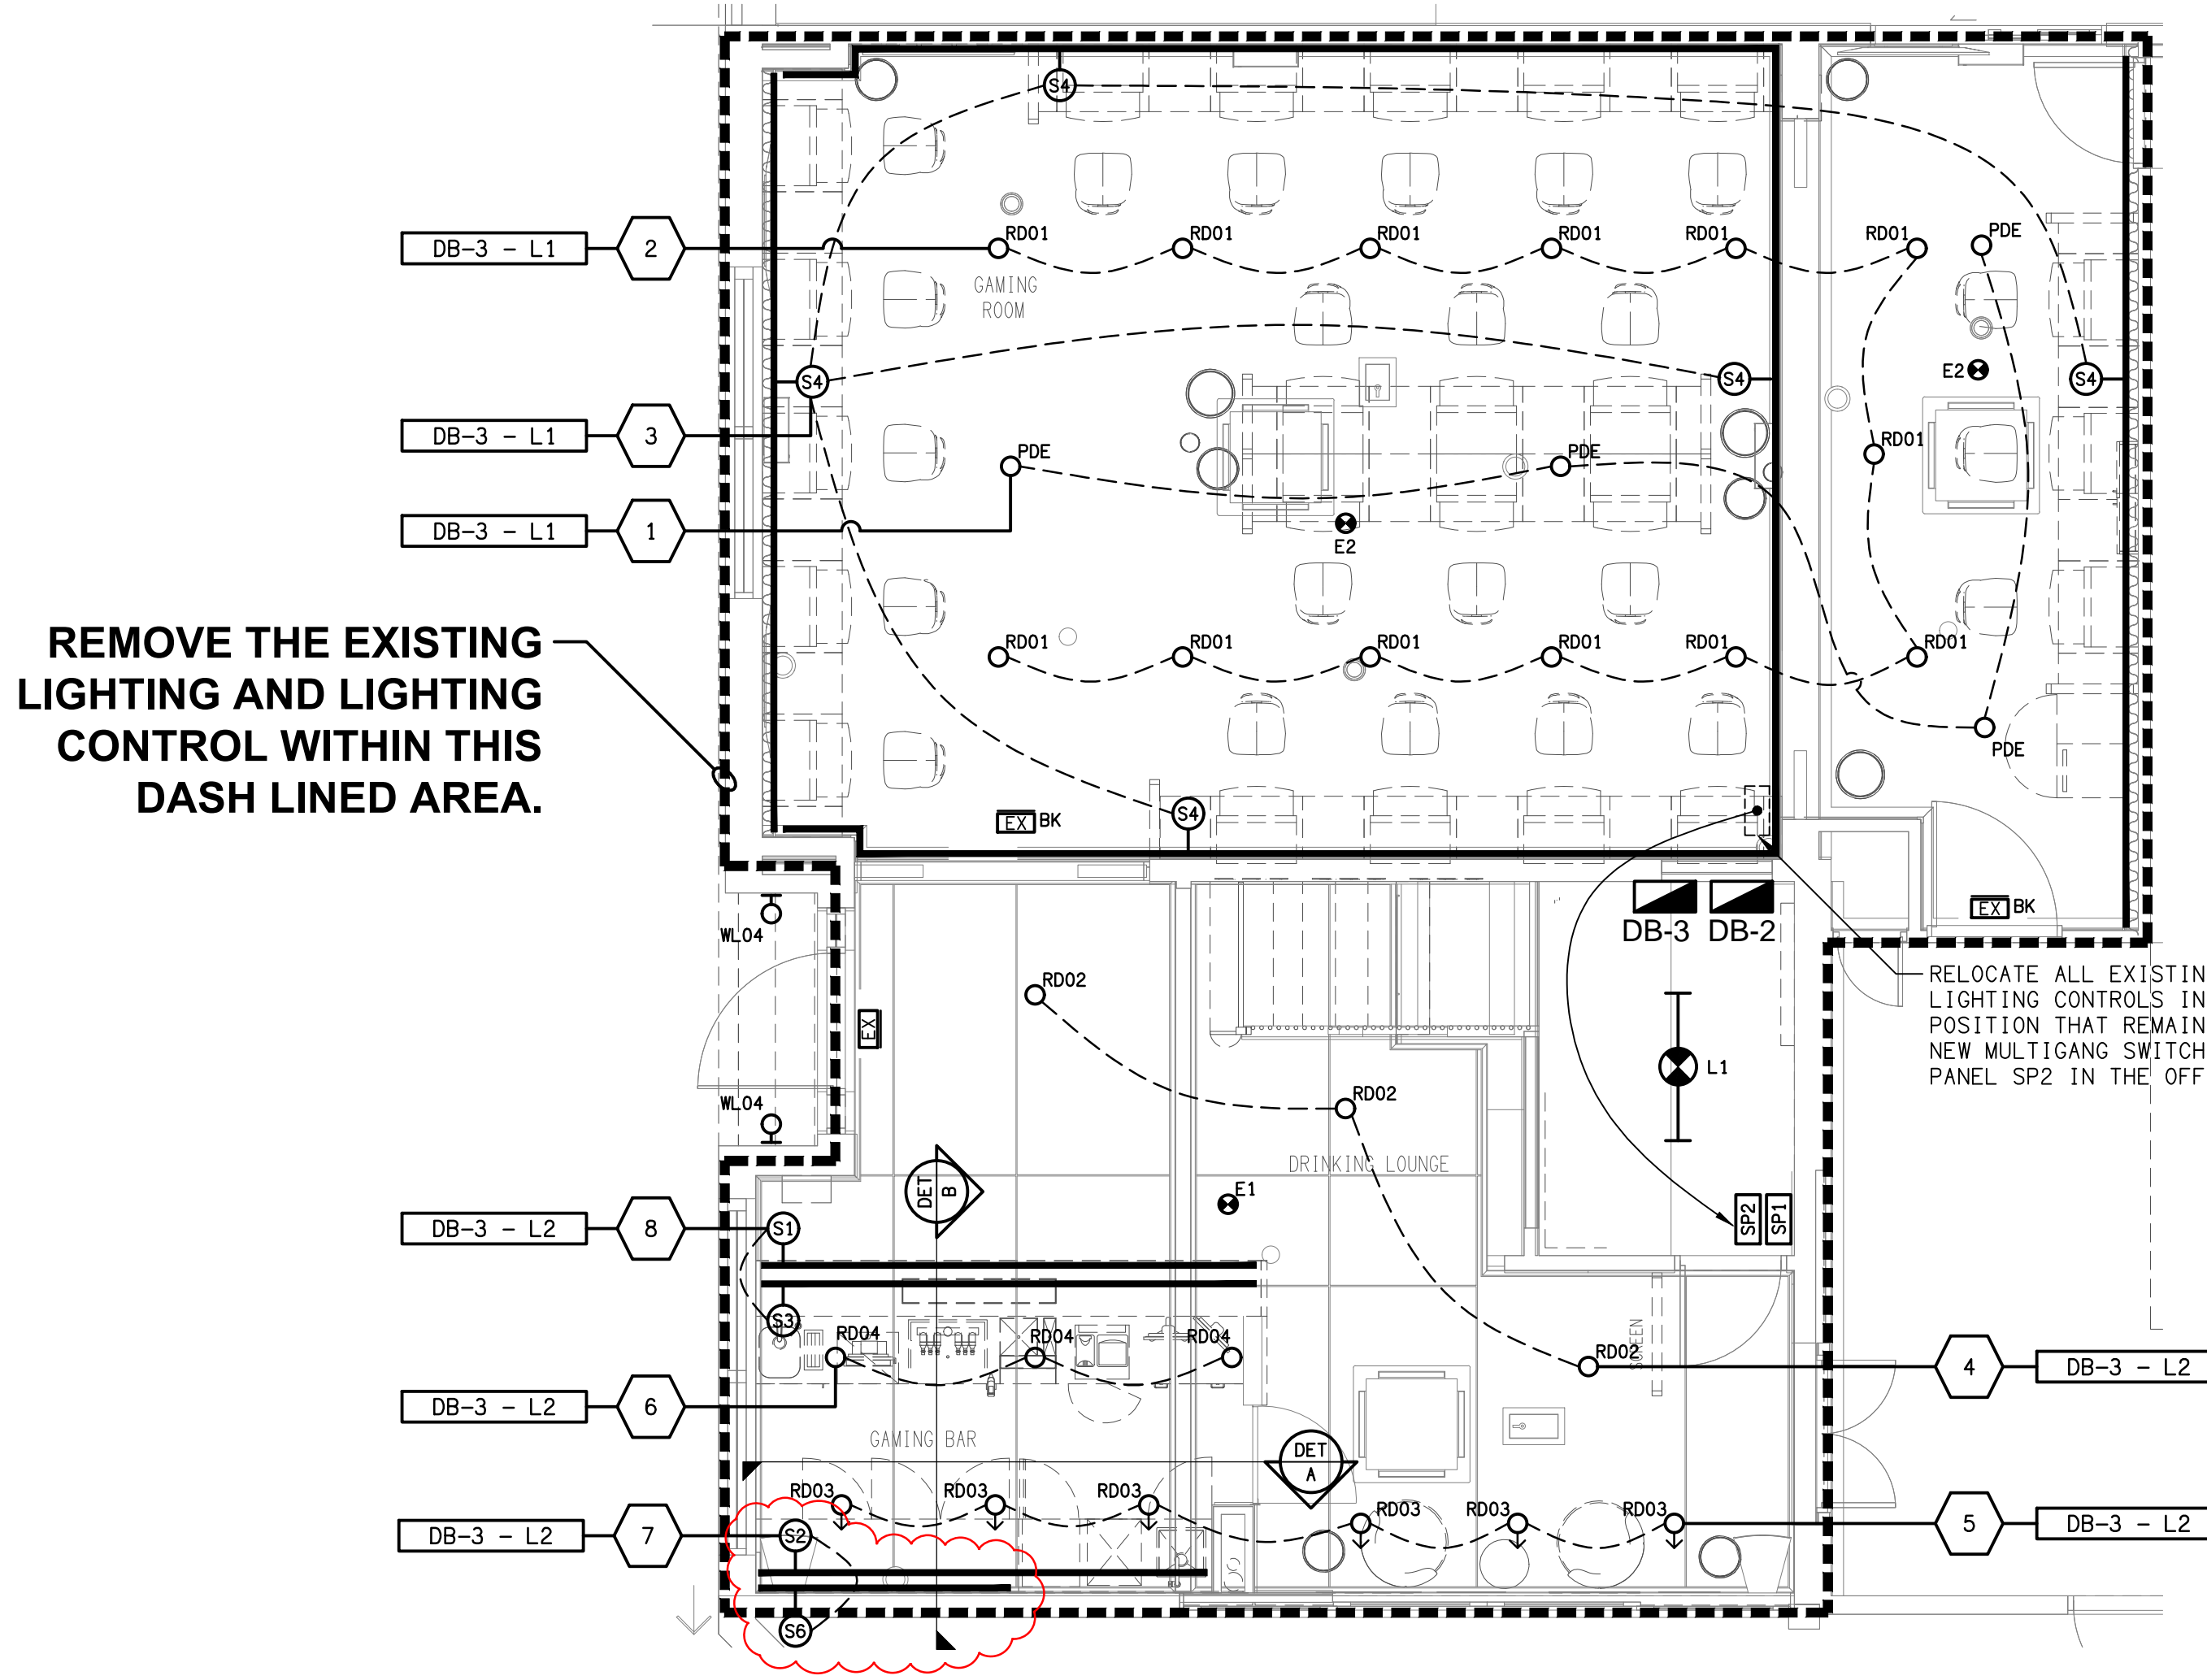 S4
DB-3 - L1
2
RD01
RD01
RD01
RD01
RD01
RD01
PDE
GAMING
ROOM
S4
S4
E2
S4
DB-3 - L1
3
RD01
PDE
PDE
DB-3 - L1
1
E2
REMOVE THE EXISTING
LIGHTING AND LIGHTING
CONTROL WITHIN THIS
DASH LINED AREA.
RD01
RD01
RD01
RD01
RD01
RD01
PDE
EX BK
S4
EX BK
WL04
DB-3 DB-2
RELOCATE ALL EXISTIN
LIGHTING CONTROLS IN
POSITION THAT REMAIN
NEW MULTIGANG SWITCH
PANEL SP2 IN THE OFF
RD02
EX
L1
WL04
RD02
DRINKING LOUNGE
DET
B
E1
SP2
SP1
DB-3 - L2
8
S1
S3
RD04
RD04
RD04
SCREEN
RD02
4
DB-3 - L2
DB-3 - L2
6
GAMING BAR
DET
A
RD03
RD03
RD03
RD03
RD03
RD03
5
DB-3 - L2
DB-3 - L2
7
S2
S6